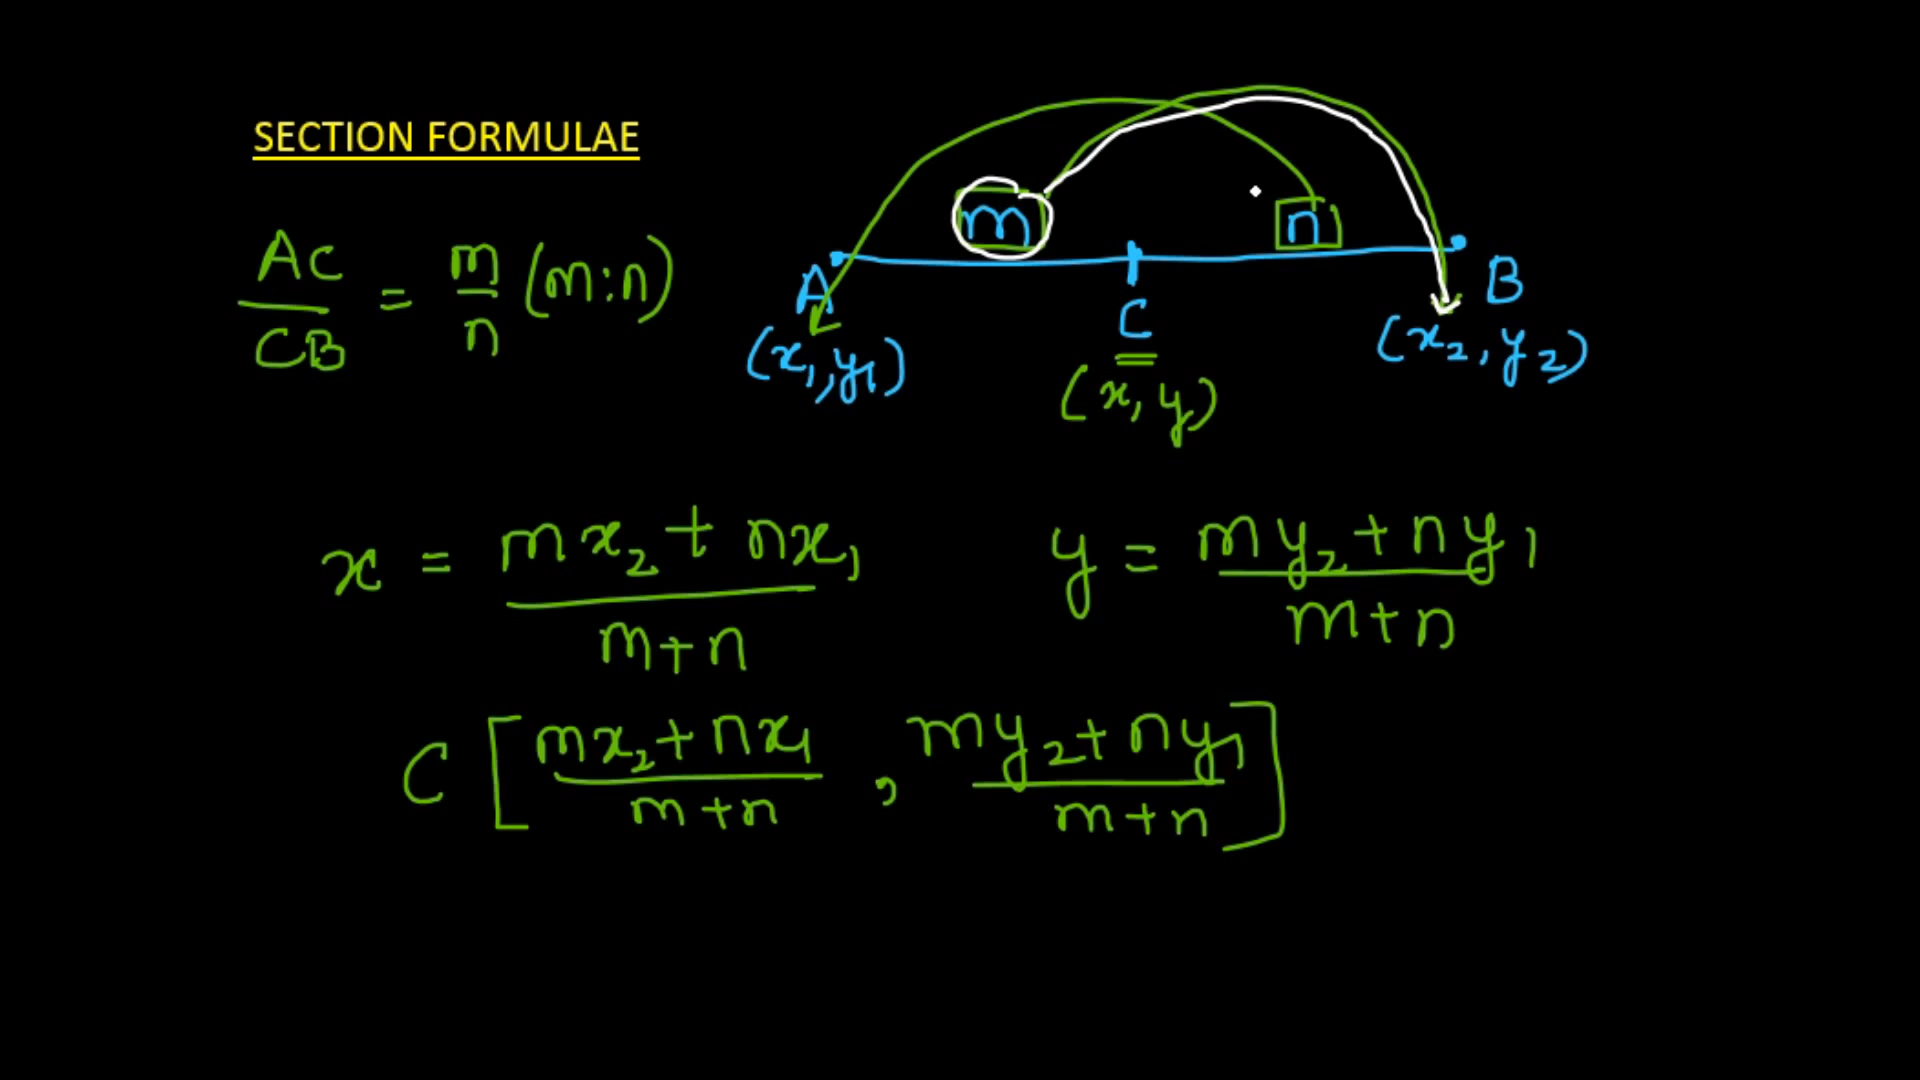 SECTION FORMULAE
m n
A C B
AC/CB = m/n (m:n)
(x₁, y₁) (x, y) (x₂, y₂)
x = mx₂ + nx₁ / m+n y = my₂ + ny₁ / m+n
C [ mx₂ + nx₁ / m+n , my₂ + ny₁ / m+n ]